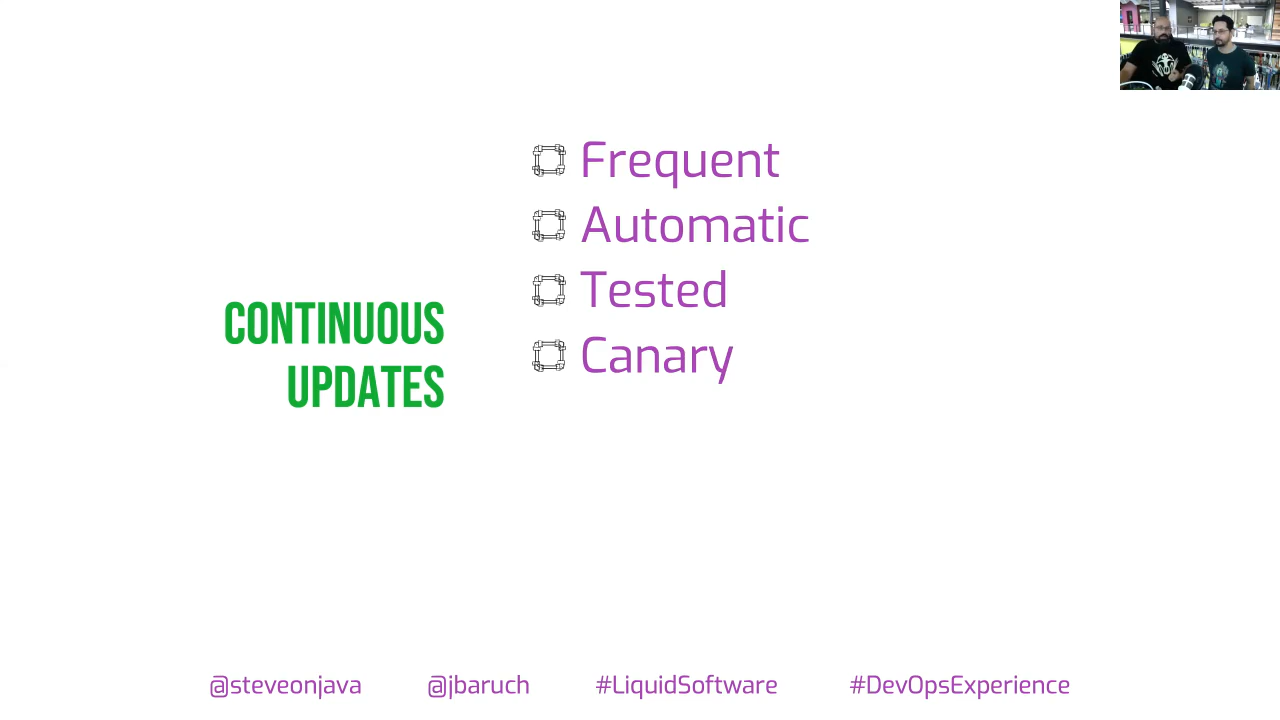 CONTINUOUS
UPDATES
Frequent
Automatic
Tested
Canary
@steveonjava @jbaruch #LiquidSoftware #DevOpsExperience